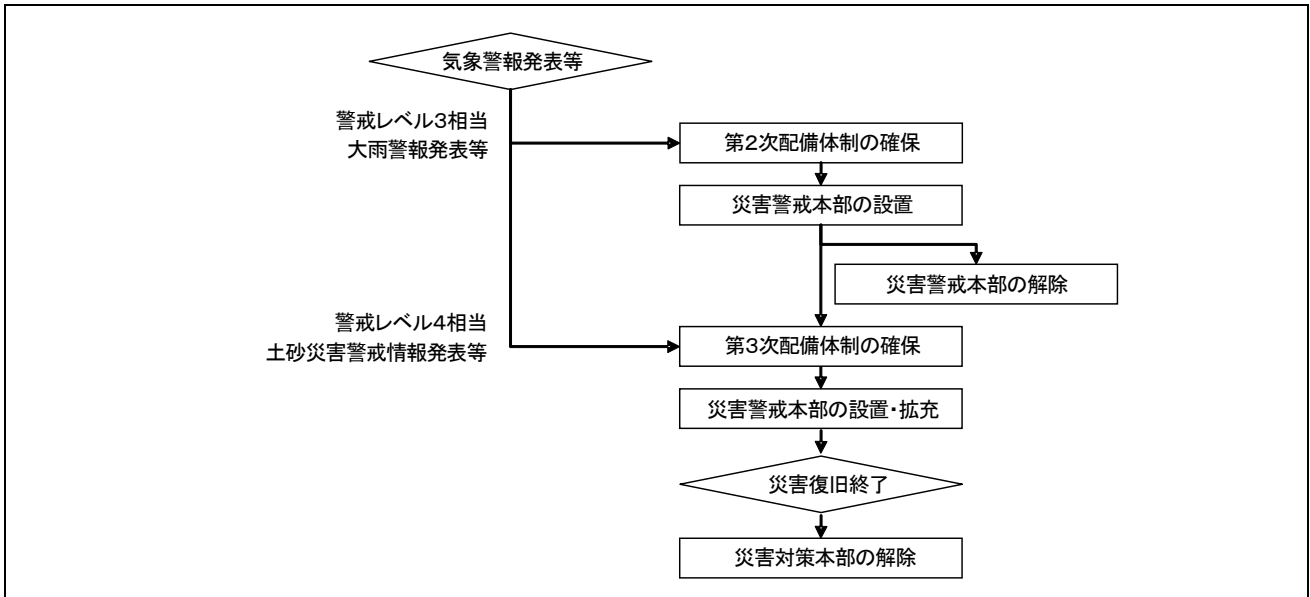 気象警報発表等
警戒レベル3相当
大雨警報発表等
第2次配備体制の確保
災害警戒本部の設置
災害警戒本部の解除
警戒レベル4相当
土砂災害警戒情報発表等
第3次配備体制の確保
災害警戒本部の設置・拡充
災害復旧終了
災害対策本部の解除